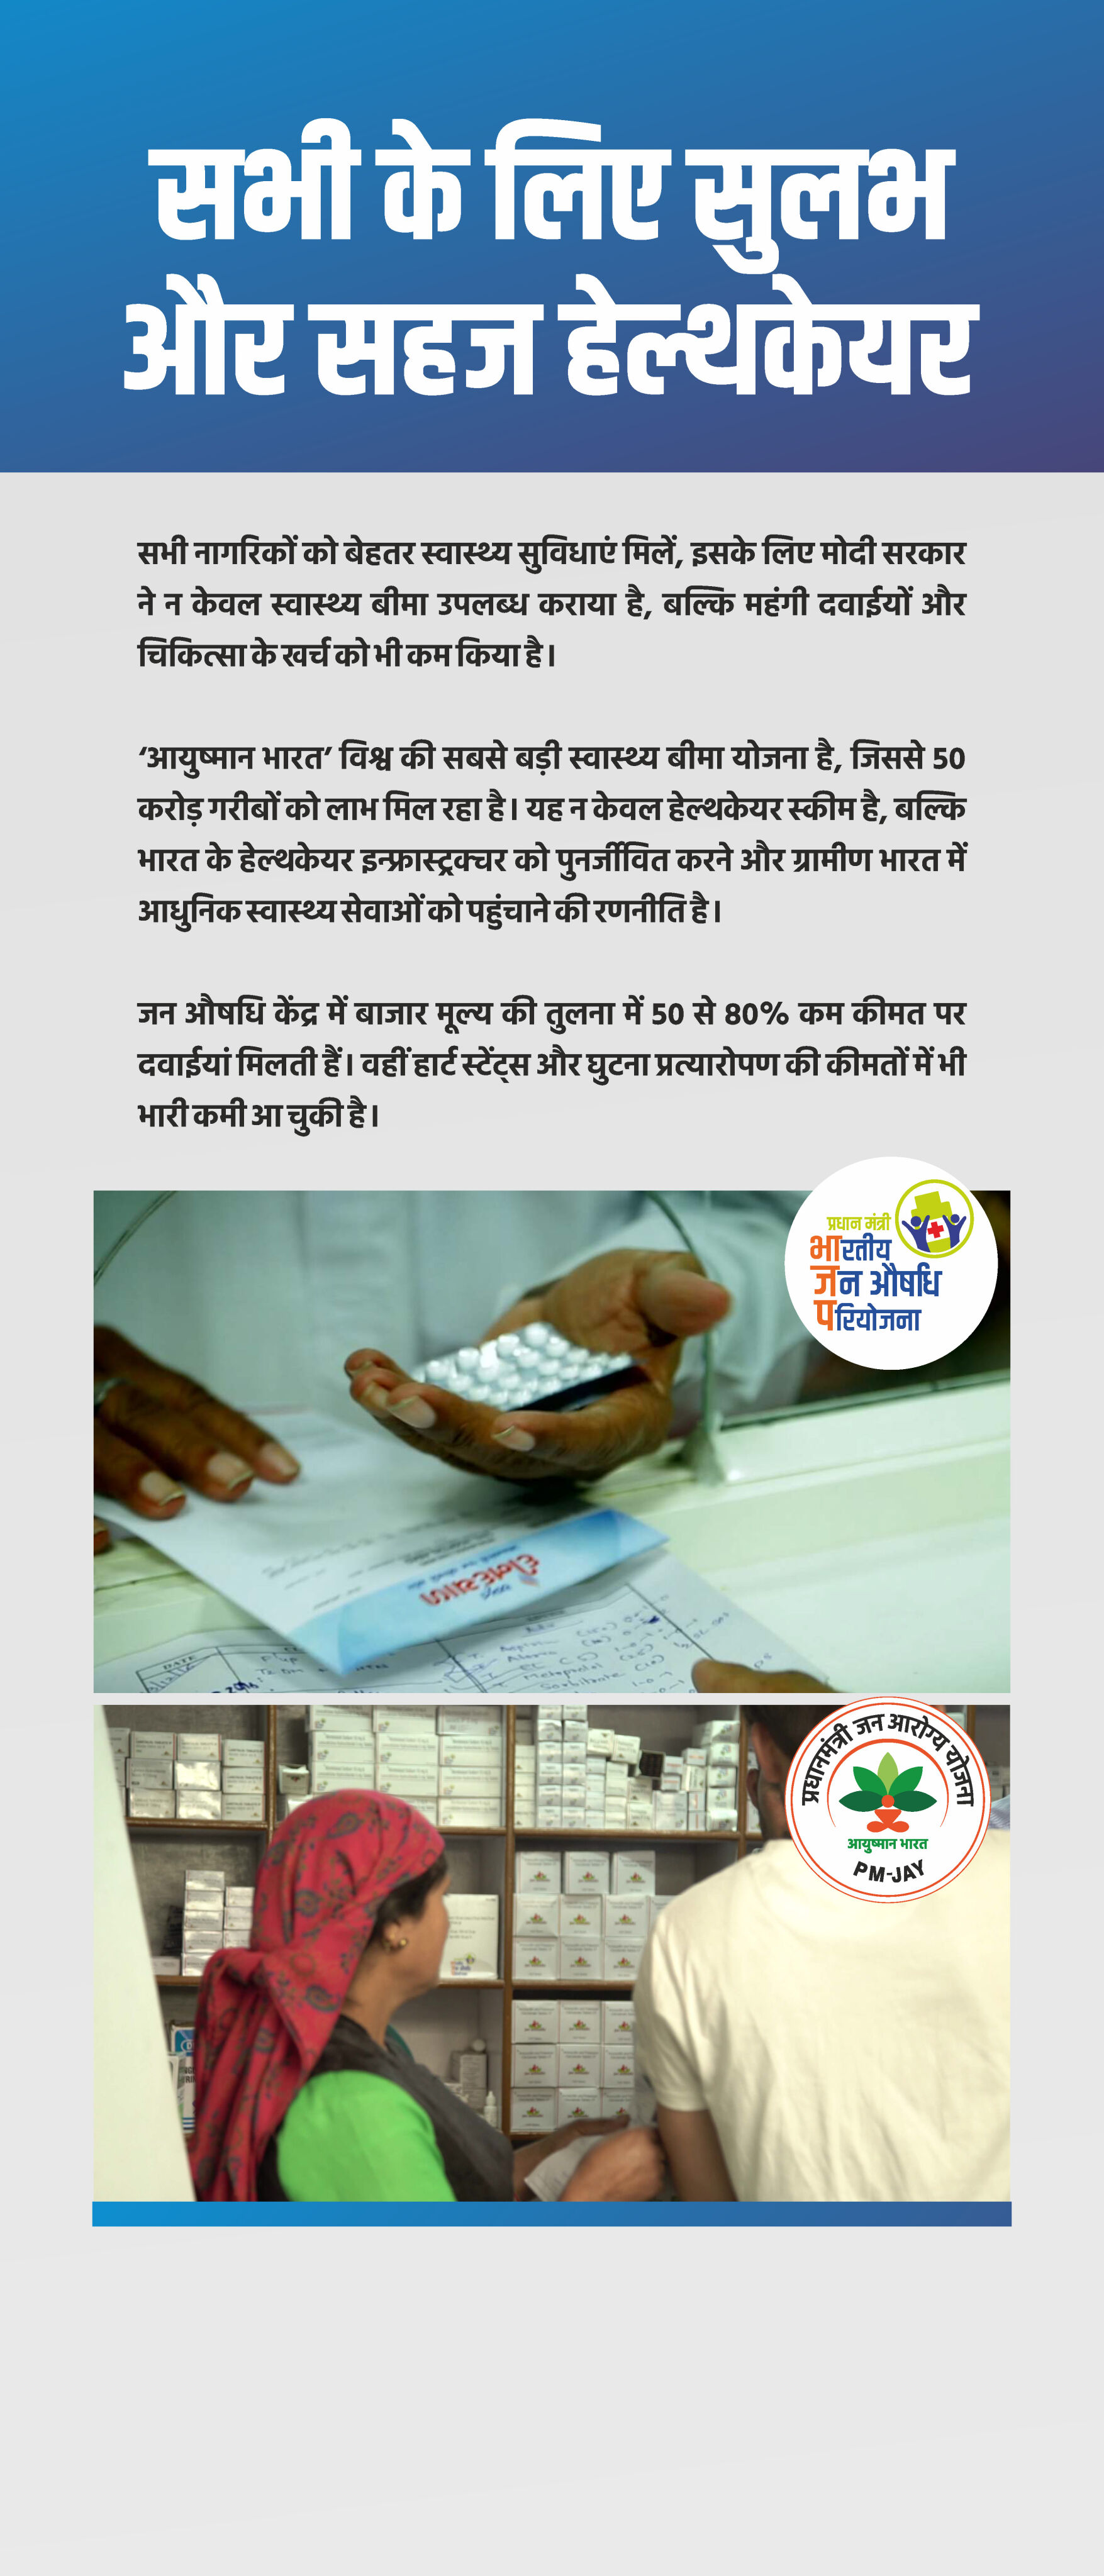 सभी के लिए सुलभ
और सहज हेल्थकेयर
सभी नागरिकों को बेहतर स्वास्थ्य सुविधाएं मिलें, इसके लिए मोदी सरकार
ने न केवल स्वास्थ्य बीमा उपलब्ध कराया है, बल्कि महंगी दवाईयों और
चिकित्सा के खर्च को भी कम किया है।
‘आयुष्मान भारत’ विश्व की सबसे बड़ी स्वास्थ्य बीमा योजना है, जिससे 50
करोड़ गरीबों को लाभ मिल रहा है। यह न केवल हेल्थकेयर स्कीम है, बल्कि
भारत के हेल्थकेयर इन्फ्रास्ट्रक्चर को पुनर्जीवित करने और ग्रामीण भारत में
आधुनिक स्वास्थ्य सेवाओं को पहुंचाने की रणनीति है।
जन औषधि केंद्र में बाजार मूल्य की तुलना में 50 से 80% कम कीमत पर
दवाईयां मिलती हैं। वहीं हार्ट स्टेंट्स और घुटना प्रत्यारोपण की कीमतों में भी
भारी कमी आ चुकी है।
प्रधान मंत्री
भारतीय
जन औषधि
परियोजना
DATE
प्रधानमंत्री जन आरोग्य योजना
आयुष्मान भारत
PM-JAY